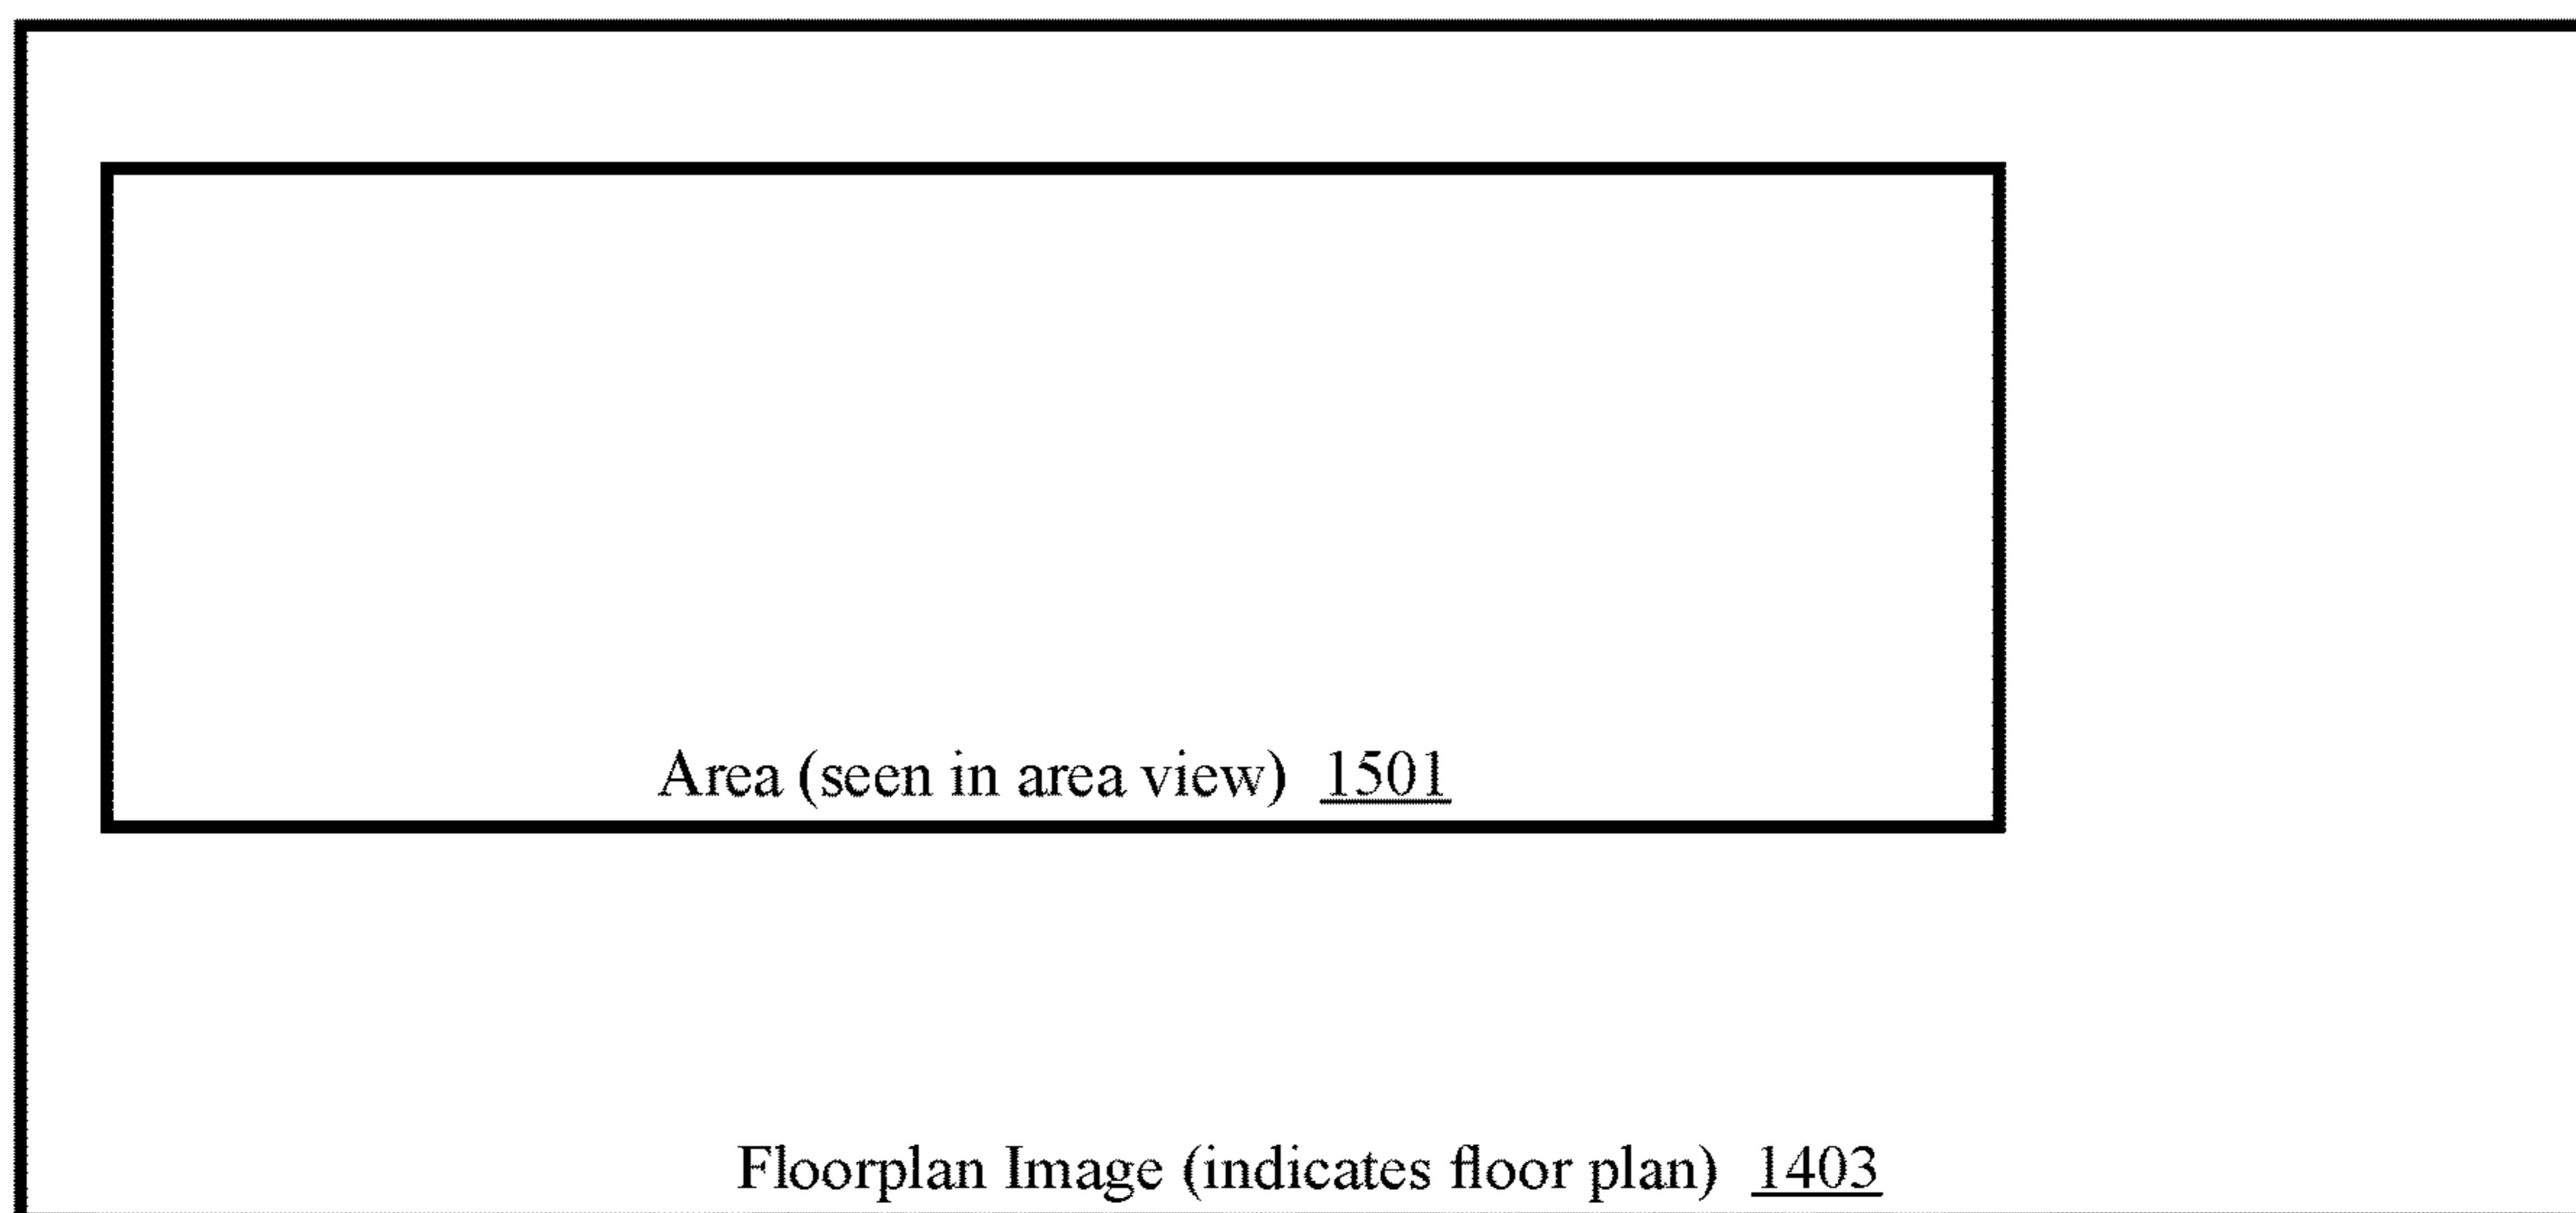 Area (seen in area view) 1501
Floorplan Image (indicates floor plan) 1403